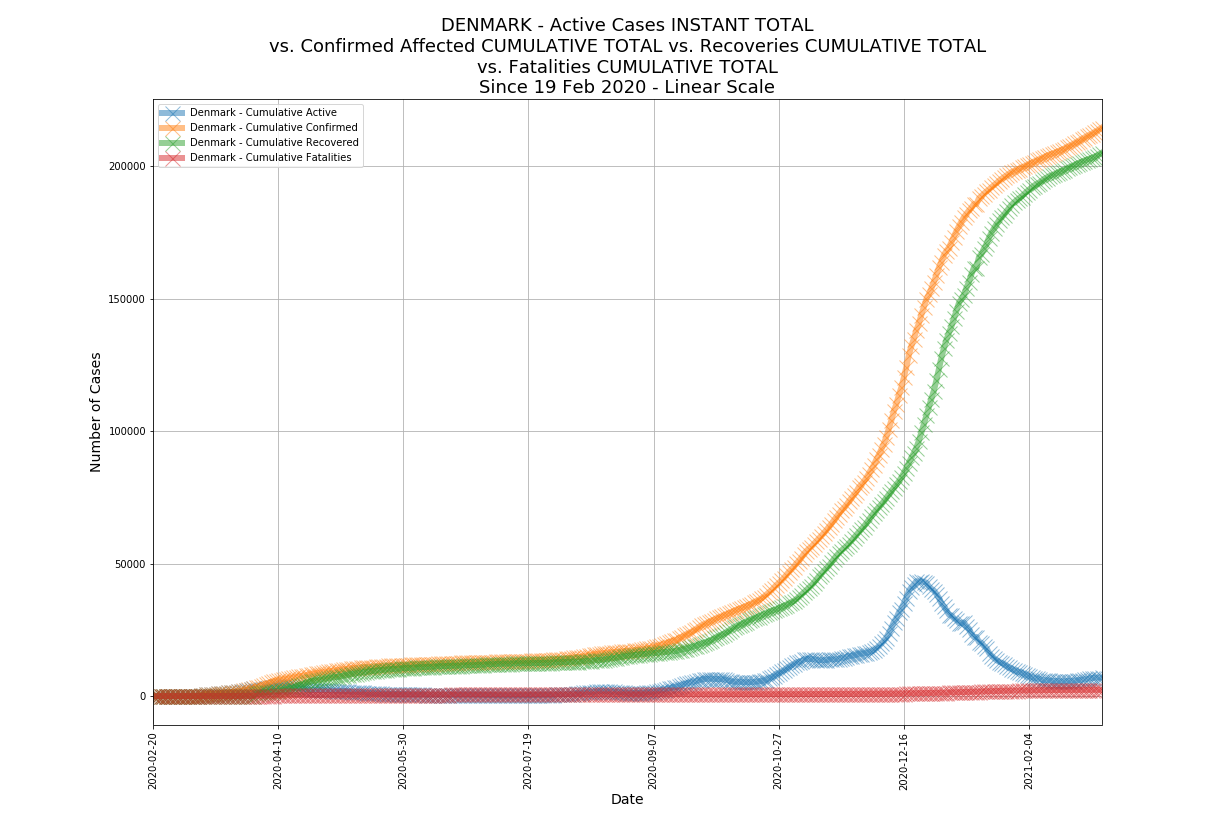 DENMARK - Active Cases INSTANT TOTAL
vs. Confirmed Affected CUMULATIVE TOTAL vs. Recoveries CUMULATIVE TOTAL
vs. Fatalities CUMULATIVE TOTAL
Since 19 Feb 2020 - Linear Scale
Denmark - Cumulative Active
Denmark - Cumulative Confirmed
Denmark - Cumulative Recovered
Denmark - Cumulative Fatalities
Number of Cases
200000
150000
100000
50000
0
2020-02-20
2020-04-10
2020-05-30
2020-07-19
2020-09-07
2020-10-27
2020-12-16
2021-02-04
Date